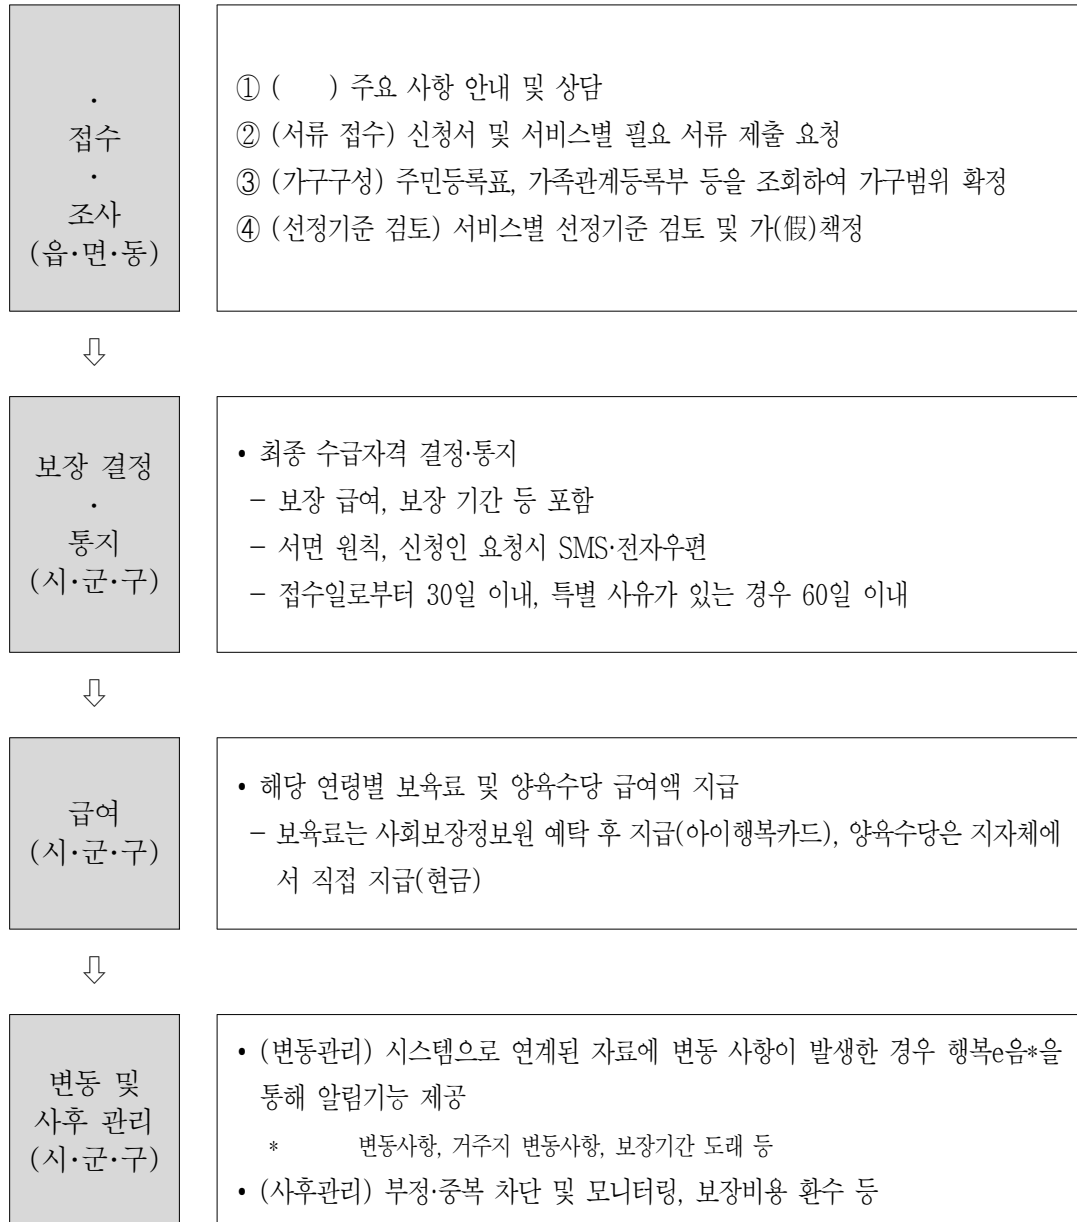 ·
접수
·
조사
(읍·면·동)
① (    ) 주요 사항 안내 및 상담
② (서류 접수) 신청서 및 서비스별 필요 서류 제출 요청
③ (가구구성) 주민등록표, 가족관계등록부 등을 조회하여 가구범위 확정
④ (선정기준 검토) 서비스별 선정기준 검토 및 가(假)책정
⇩
보장 결정
·
통지
(시·군·구)
• 최종 수급자격 결정·통지
– 보장 급여, 보장 기간 등 포함
– 서면 원칙, 신청인 요청시 SMS·전자우편
– 접수일로부터 30일 이내, 특별 사유가 있는 경우 60일 이내
⇩
급여
(시·군·구)
• 해당 연령별 보육료 및 양육수당 급여액 지급
– 보육료는 사회보장정보원 예탁 후 지급(아이행복카드), 양육수당은 지자체에
서 직접 지급(현금)
⇩
변동 및
사후 관리
(시·군·구)
• (변동관리) 시스템으로 연계된 자료에 변동 사항이 발생한 경우 행복e음*을
통해 알림기능 제공
* 변동사항, 거주지 변동사항, 보장기간 도래 등
• (사후관리) 부정·중복 차단 및 모니터링, 보장비용 환수 등